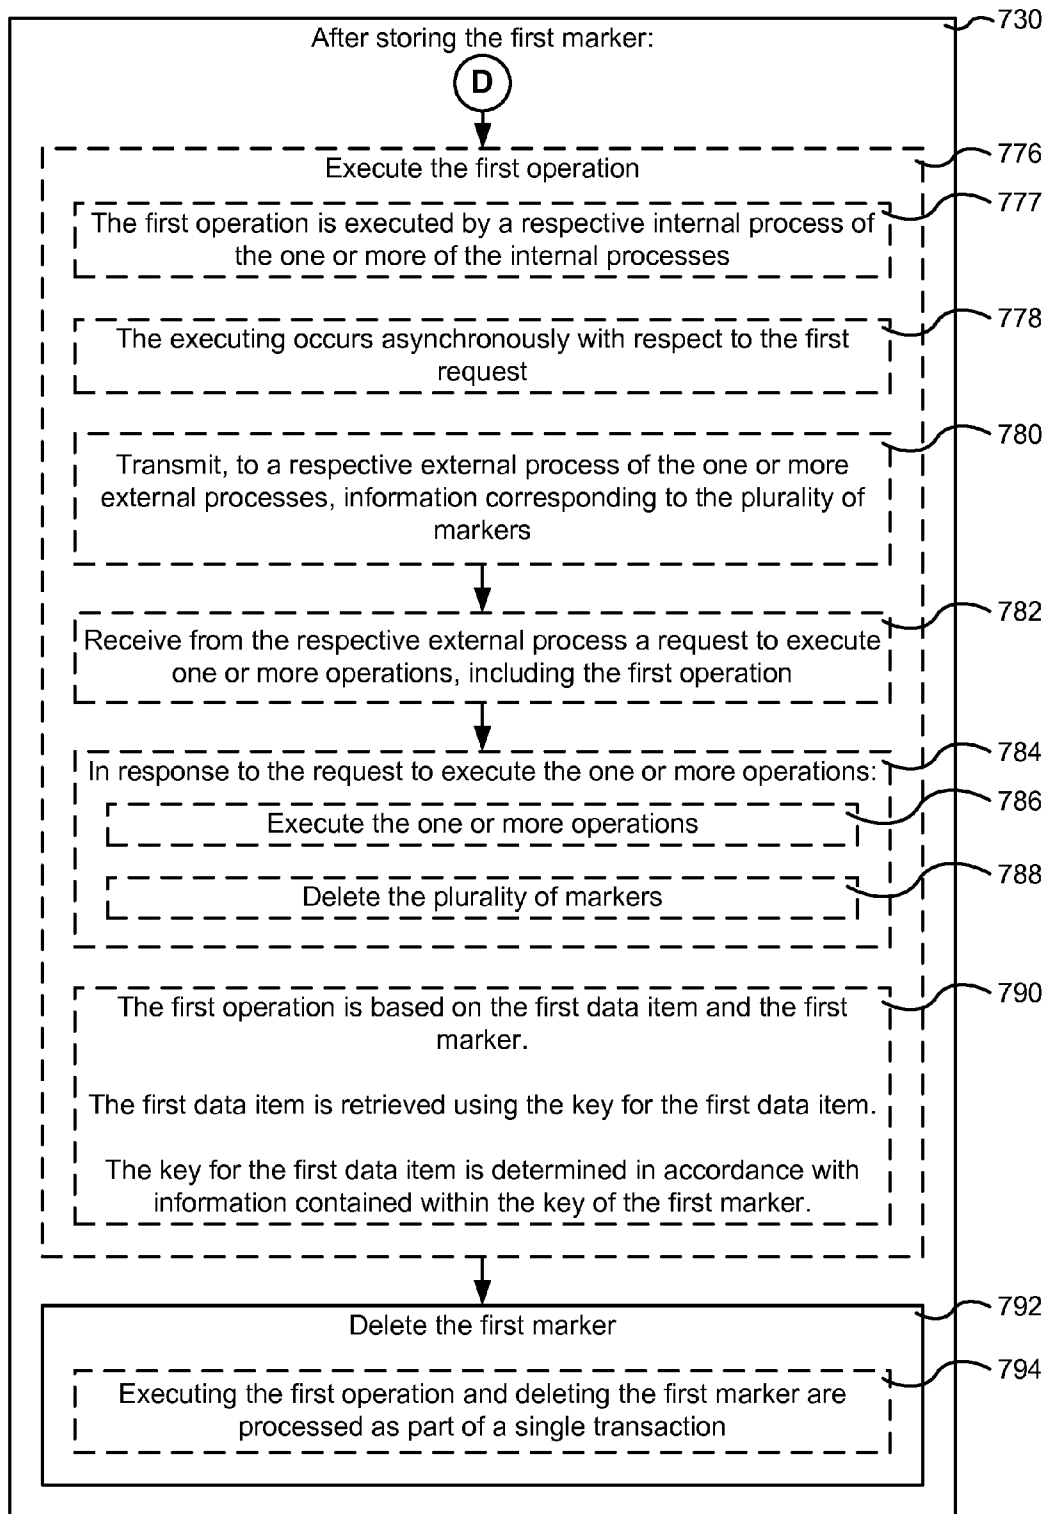 730
After storing the first marker:
D
776
Execute the first operation
777
The first operation is executed by a respective internal process of
the one or more of the internal processes
778
The executing occurs asynchronously with respect to the first
request
780
Transmit, to a respective external process of the one or more
external processes, information corresponding to the plurality of
markers
782
Receive from the respective external process a request to execute
one or more operations, including the first operation
784
In response to the request to execute the one or more operations:
786
Execute the one or more operations
788
Delete the plurality of markers
790
The first operation is based on the first data item and the first
marker.
The first data item is retrieved using the key for the first data item.
The key for the first data item is determined in accordance with
information contained within the key of the first marker.
792
Delete the first marker
794
Executing the first operation and deleting the first marker are
processed as part of a single transaction